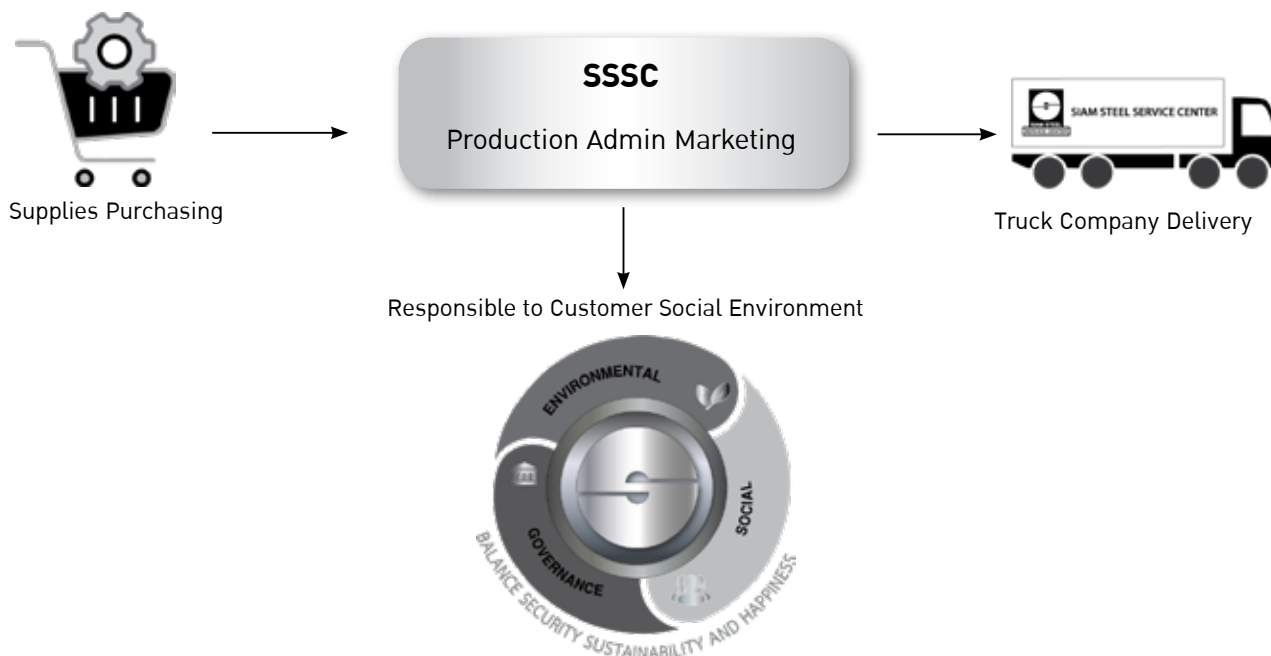 SSSC
Production Admin Marketing
SIAM STEEL SERVICE CENTER
Supplies Purchasing
Truck Company Delivery
Responsible to Customer Social Environment
ENVIRONMENTAL
SOCIAL
GOVERNANCE
BALANCE SECURITY SUSTAINABILITY AND HAPPINESS